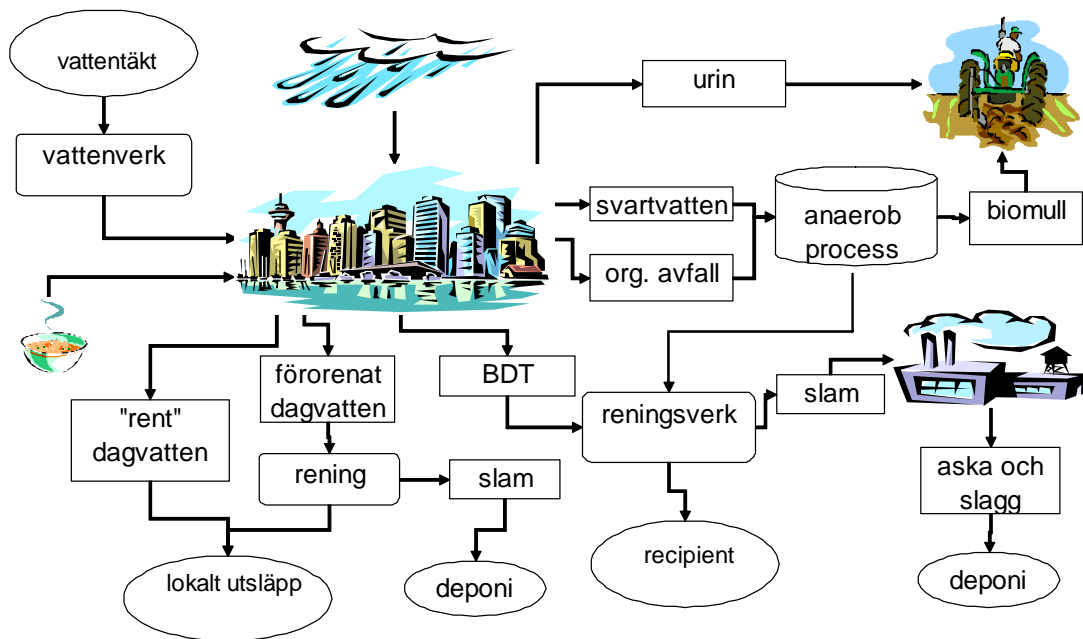 vattentäkt
urin
vattenverk
svartvatten
anaerob
process
biomull
org. avfall
förorenat
dagvatten
BDT
slam
"rent"
dagvatten
reningsverk
rening
slam
aska och
slagg
lokalt utsläpp
deponi
recipient
deponi